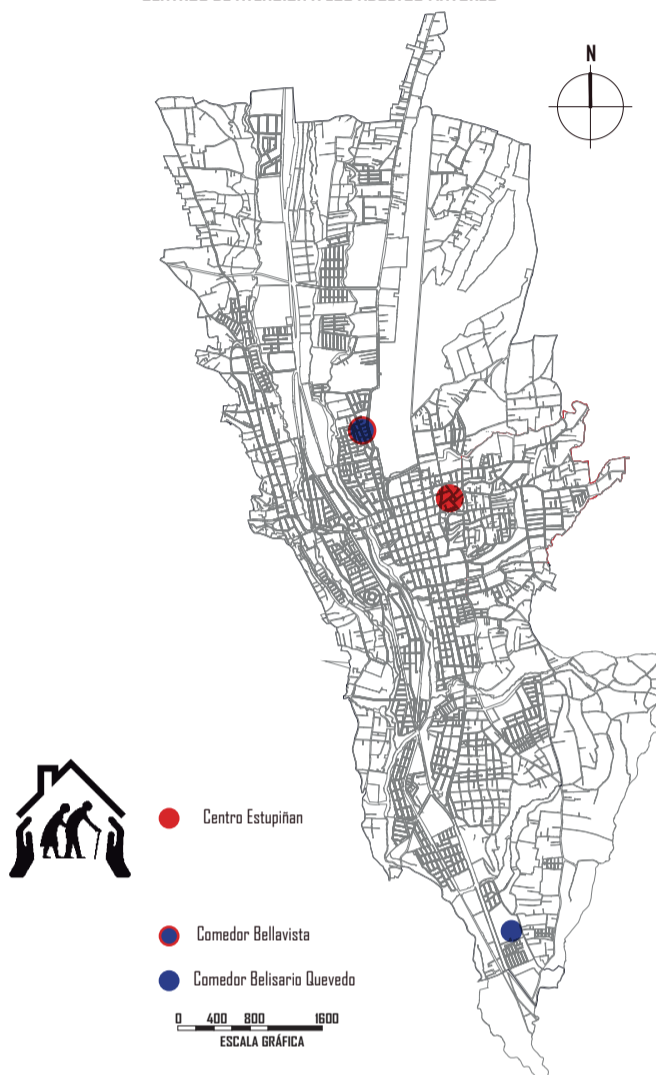 N
Centro Estupiñan
Comedor Bellavista
Comedor Belisario Quevedo
0 400 800 1600
ESCALA GRÁFICA